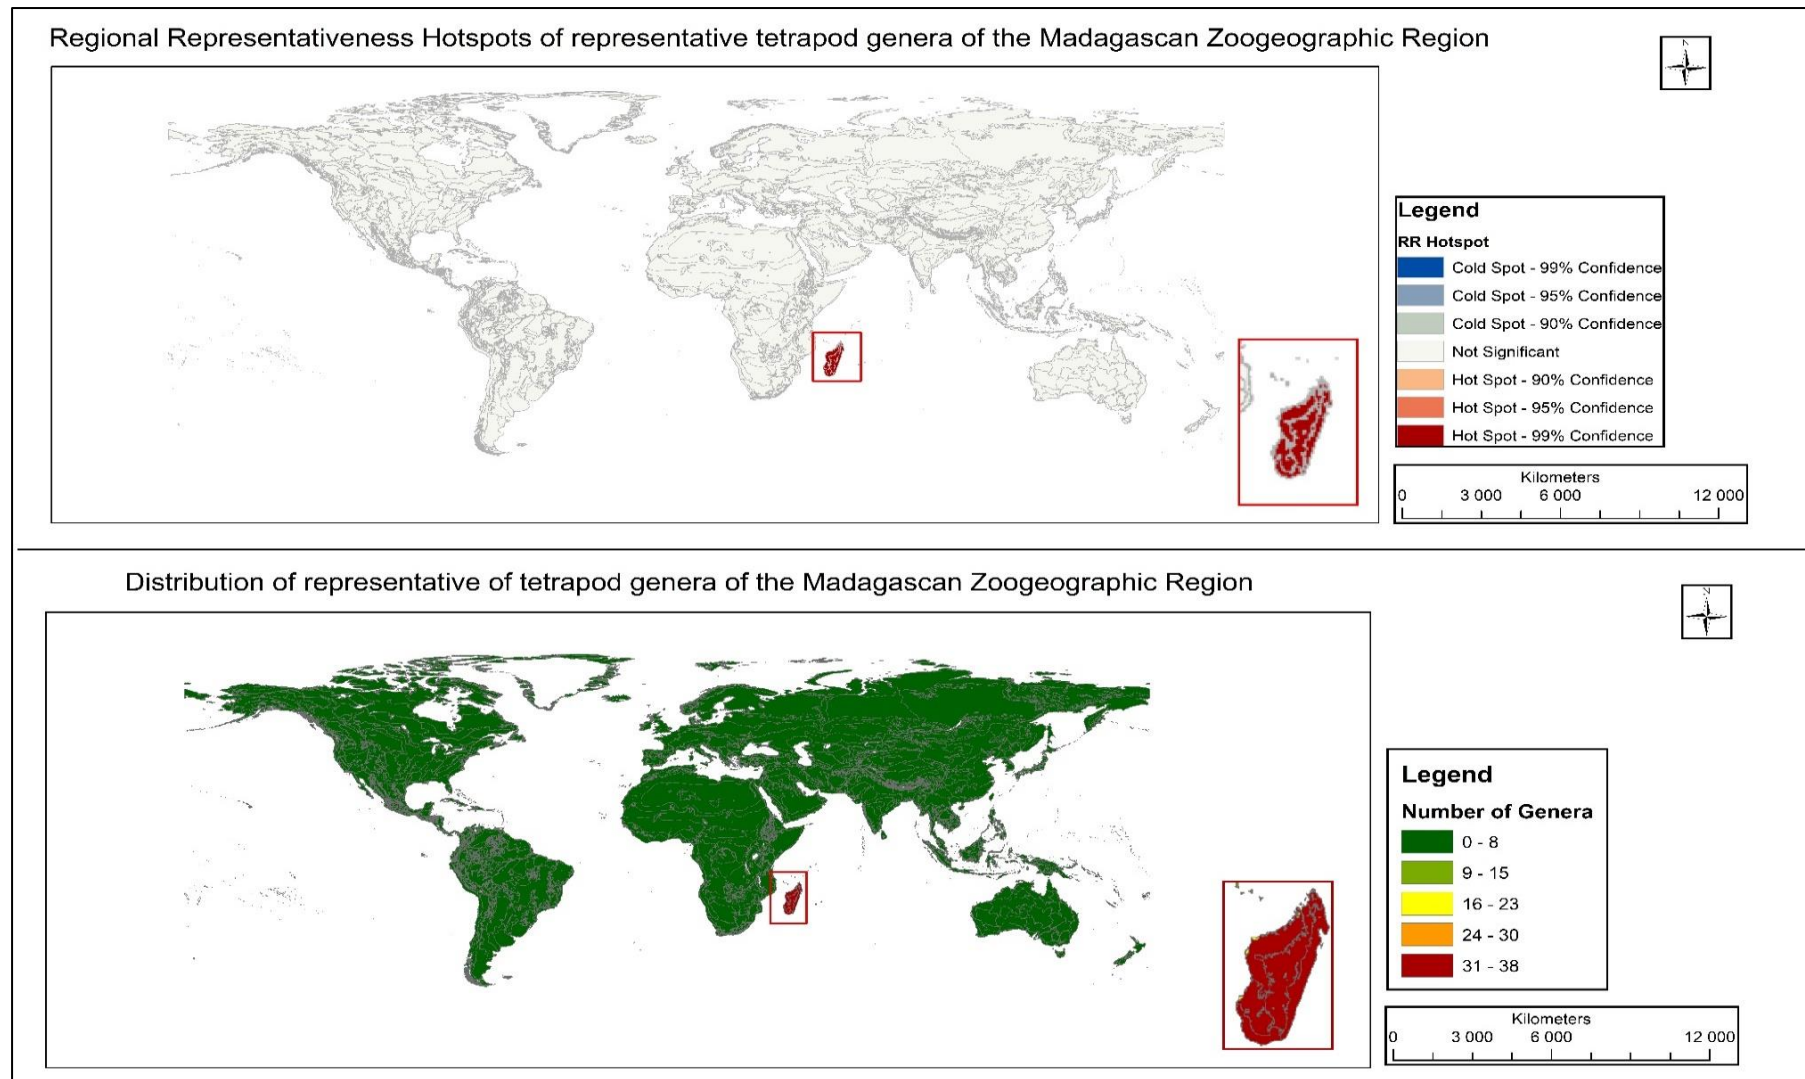 Regional Representativeness Hotspots of representative tetrapod genera of the Madagascan Zoogeographic Region
N
Legend
RR Hotspot
Cold Spot - 99% Confidence
Cold Spot - 95% Confidence
Cold Spot - 90% Confidence
Not Significant
Hot Spot - 90% Confidence
Hot Spot - 95% Confidence
Hot Spot - 99% Confidence
Kilometers
0 3 000 6 000 12 000
Distribution of representative of tetrapod genera of the Madagascan Zoogeographic Region
N
Legend
Number of Genera
0 - 8
9 - 15
16 - 23
24 - 30
31 - 38
Kilometers
0 3 000 6 000 12 000